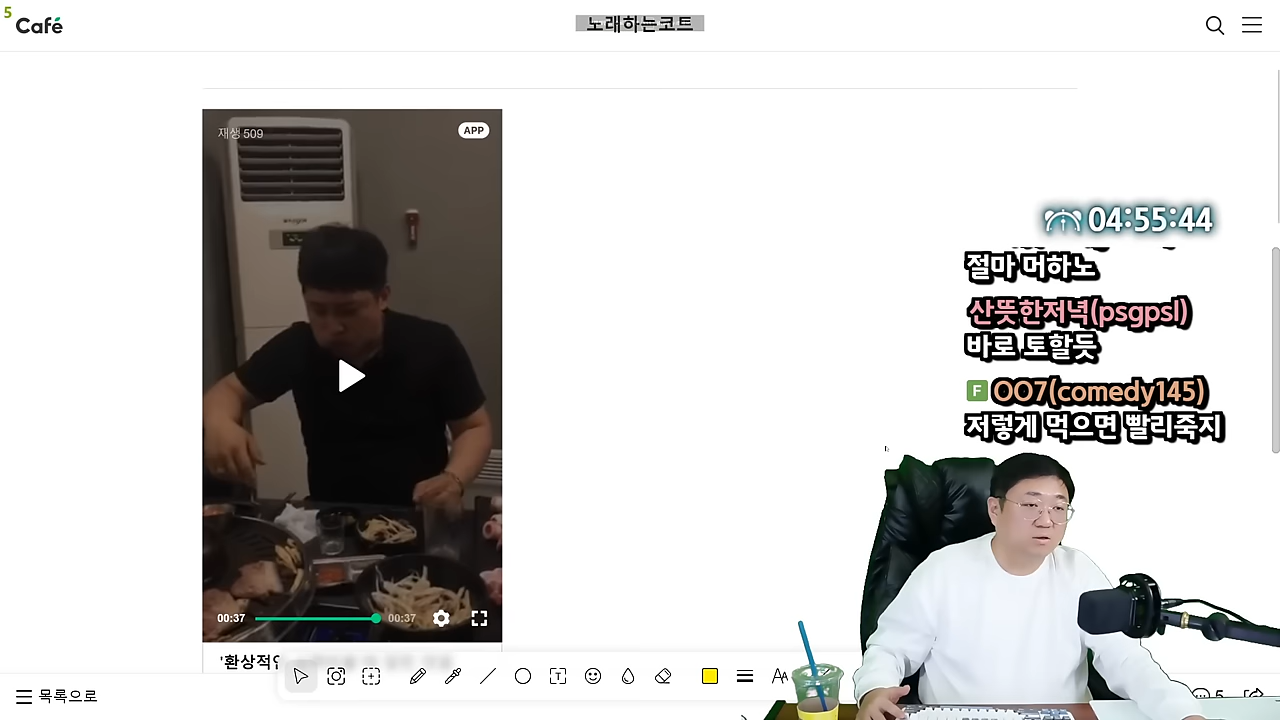 5
Café
노래하는코트
재생 509
APP
04:55:44
절마 머하노
산뜻한저녁(psgpsl)
바로 토할듯
F OO7(comedy145)
저렇게 먹으면 빨리죽지
00:37
00:37
'환상적인
T
AA
목록으로
5